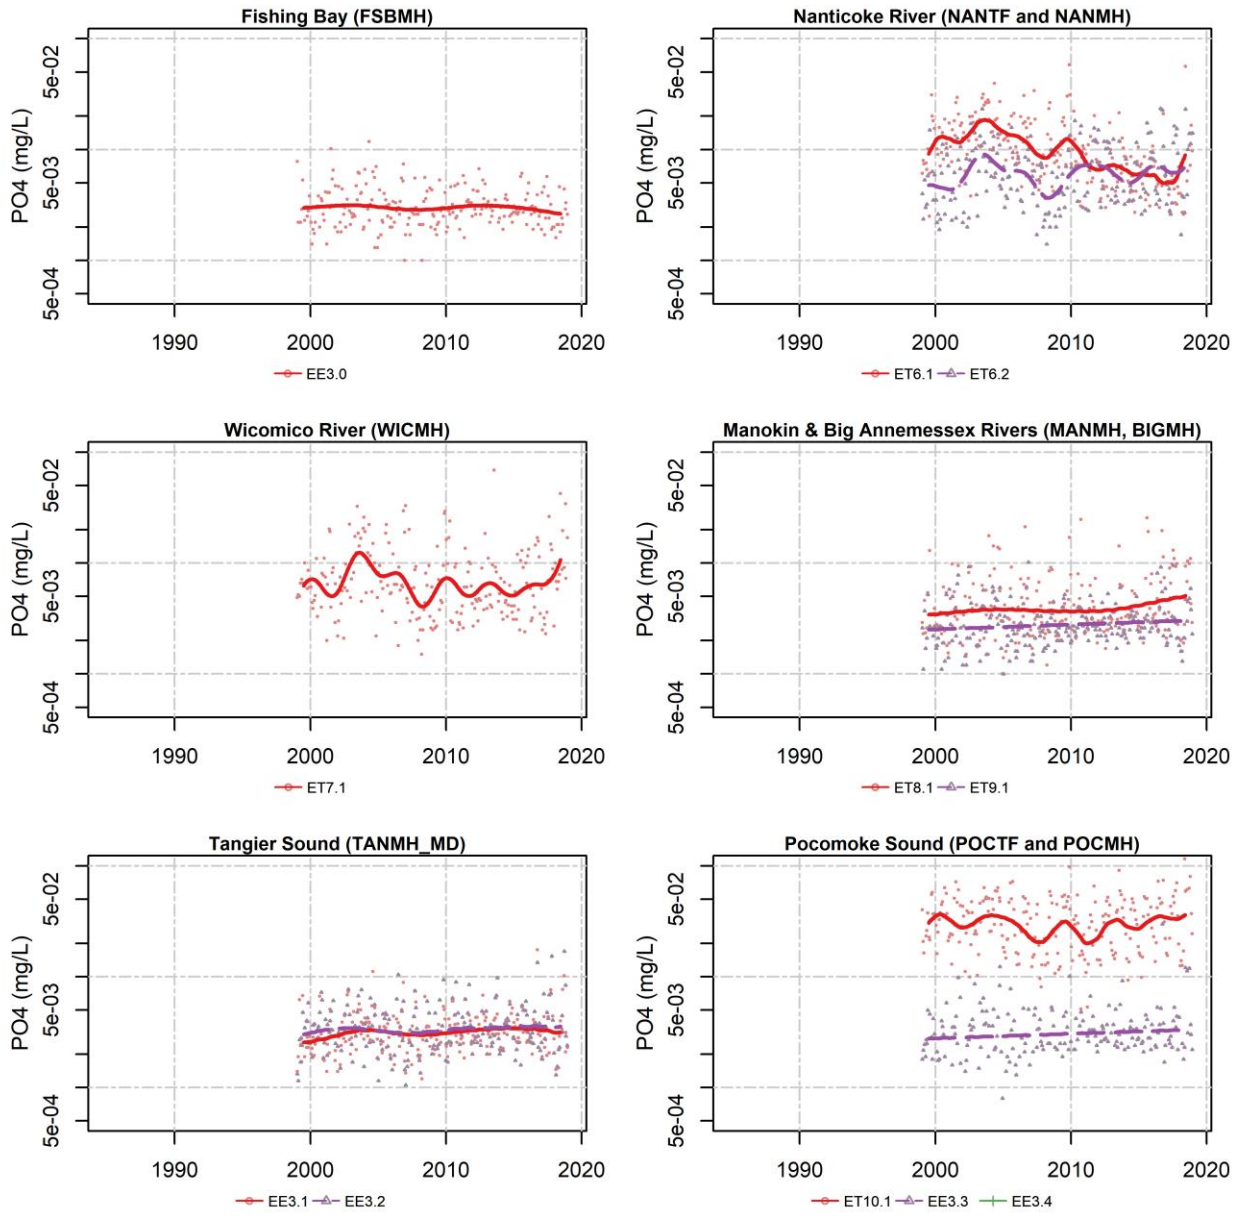 Fishing Bay (FSBMH)
PO4 (mg/L)
5e-02
5e-03
5e-04
1990 2000 2010 2020
EE3.0
Nanticoke River (NANTF and NANMH)
PO4 (mg/L)
5e-02
5e-03
5e-04
1990 2000 2010 2020
ET6.1 ET6.2
Wicomico River (WICMH)
PO4 (mg/L)
5e-02
5e-03
5e-04
1990 2000 2010 2020
ET7.1
Manokin & Big Annemessex Rivers (MANMH, BIGMH)
PO4 (mg/L)
5e-02
5e-03
5e-04
1990 2000 2010 2020
ET8.1 ET9.1
Tangier Sound (TANMH_MD)
PO4 (mg/L)
5e-02
5e-03
5e-04
1990 2000 2010 2020
EE3.1 EE3.2
Pocomoke Sound (POCTF and POCMH)
PO4 (mg/L)
5e-02
5e-03
5e-04
1990 2000 2010 2020
ET10.1 EE3.3 EE3.4